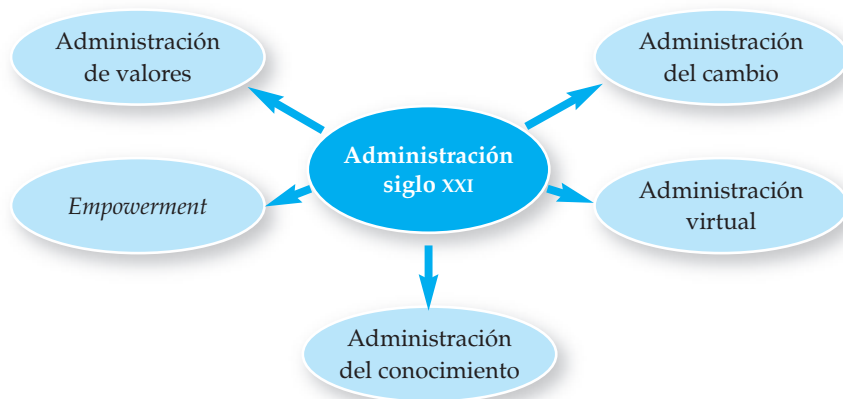 Administración
de valores
Administración
del cambio
Administración
siglo XXI
Empowerment
Administración
virtual
Administración
del conocimiento